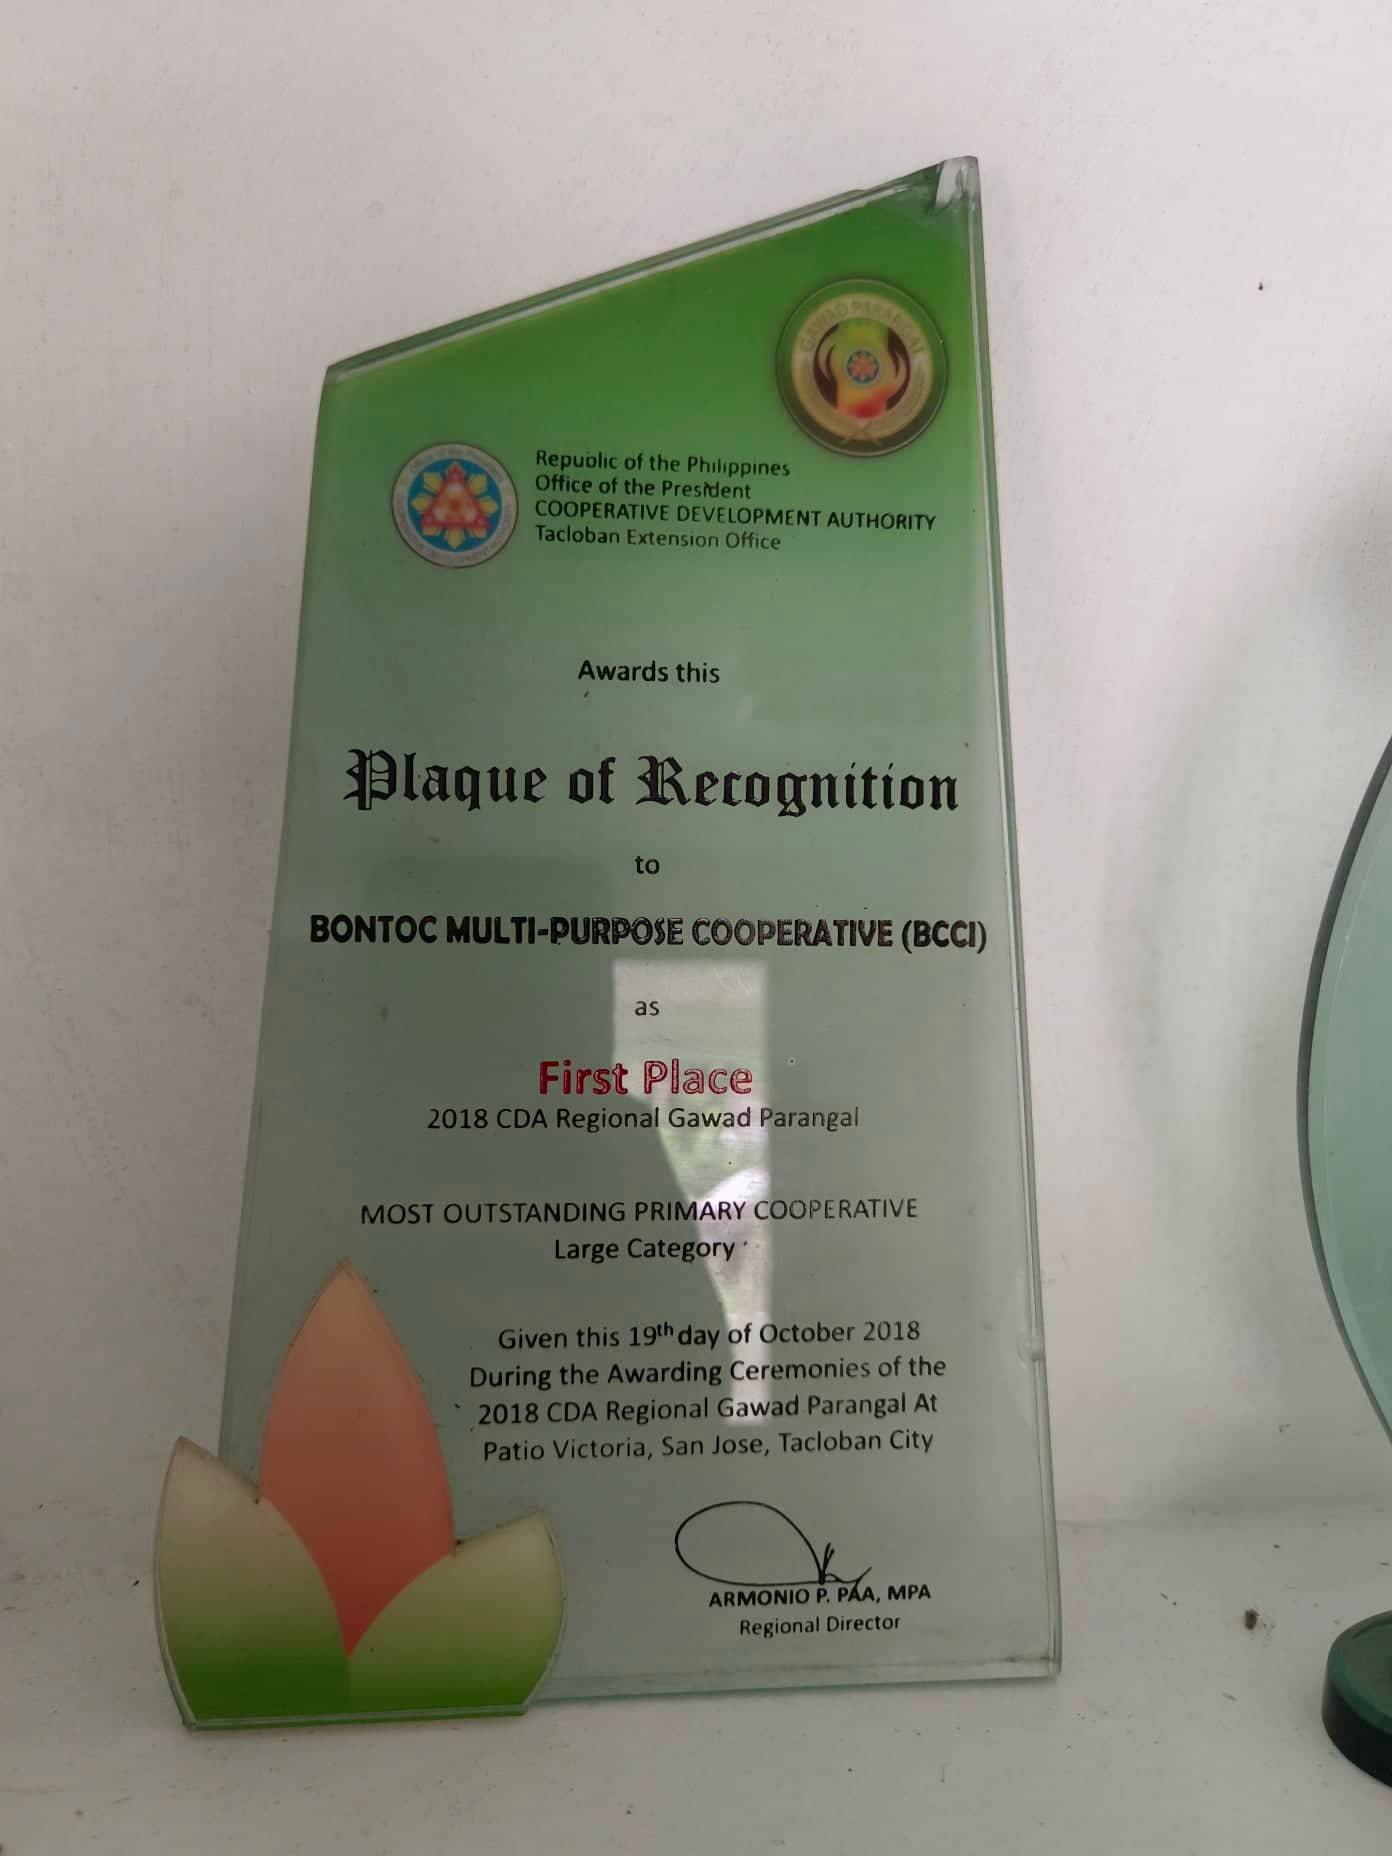 GAWAD PARANGAL
Republic of the Philippines
Office of the President
COOPERATIVE DEVELOPMENT AUTHORITY
Tacloban Extension Office
Awards this
Plaque of Recognition
to
BONTOC MULTI-PURPOSE COOPERATIVE (BCCI)
as
First Place
2018 CDA Regional Gawad Parangal
MOST OUTSTANDING PRIMARY COOPERATIVE
Large Category
Given this 19th day of October 2018
During the Awarding Ceremonies of the
2018 CDA Regional Gawad Parangal At
Patio Victoria, San Jose, Tacloban City
ARMONIO P. PAA, MPA
Regional Director